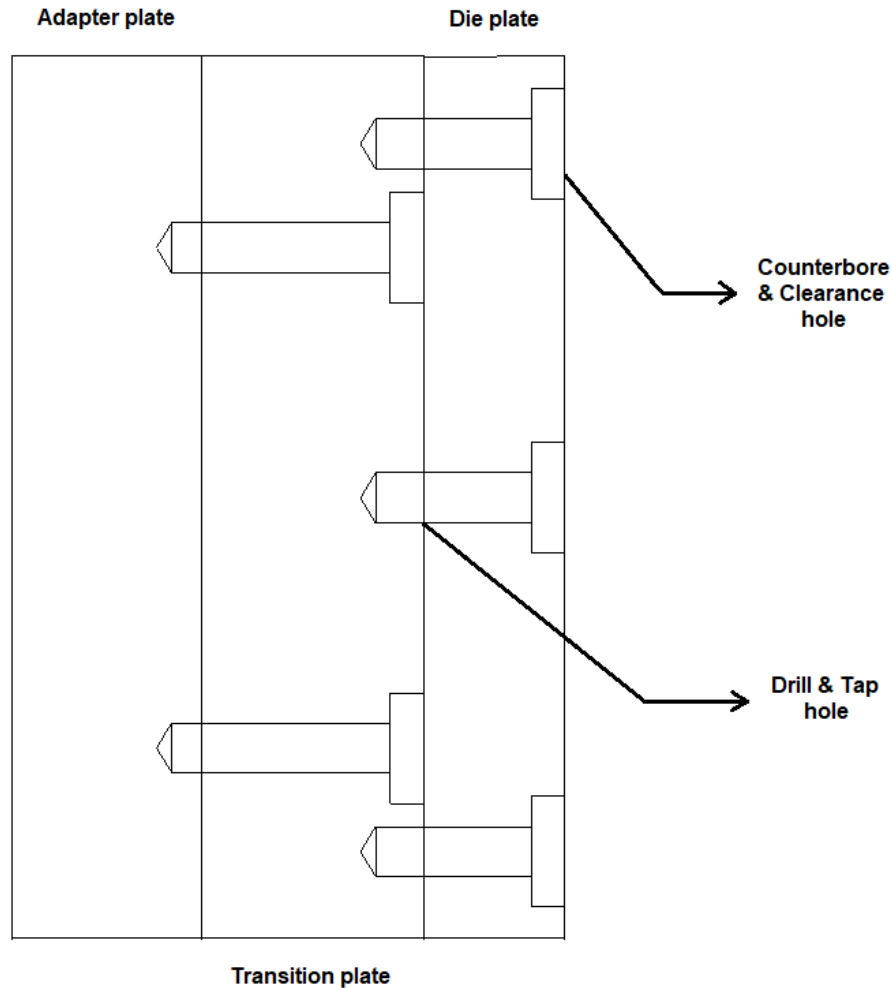 Adapter plate
Die plate
Counterbore
& Clearance
hole
Drill & Tap
hole
Transition plate